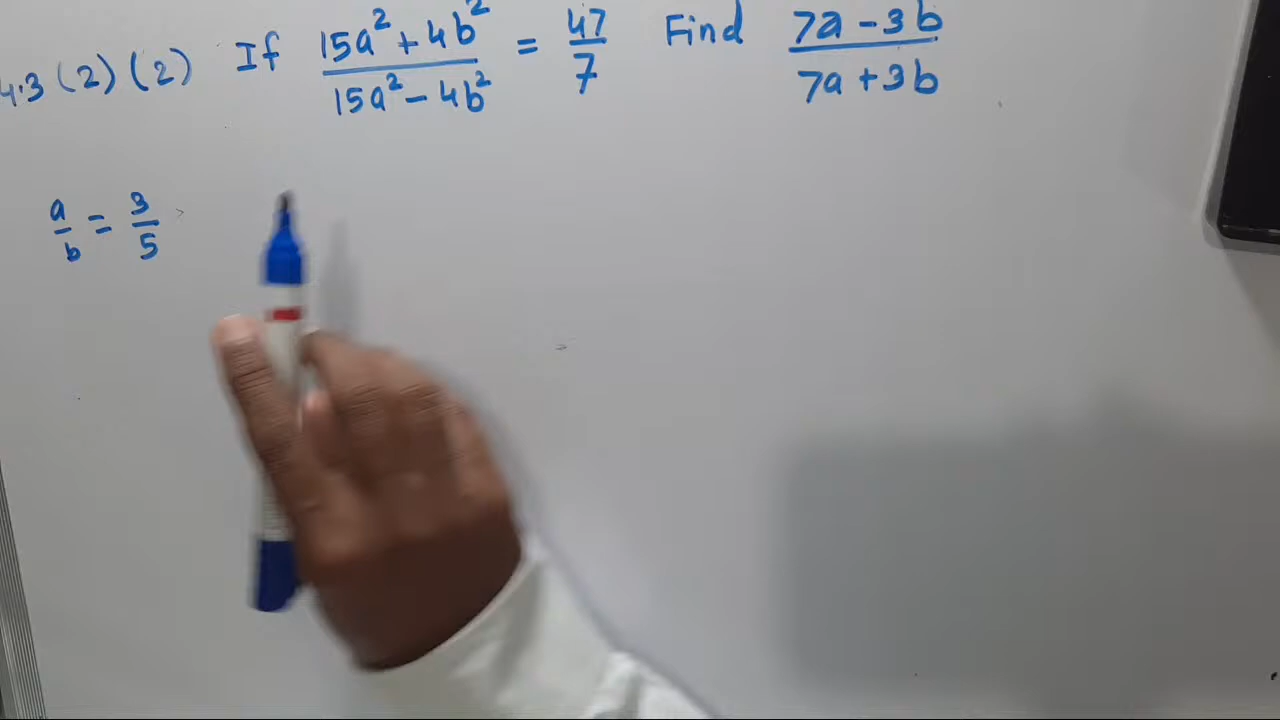 4.3 (2) (2) If (15a² + 4b²)/(15a² - 4b²) = 47/7 Find (7a - 3b)/(7a + 3b)
a/b = 3/5